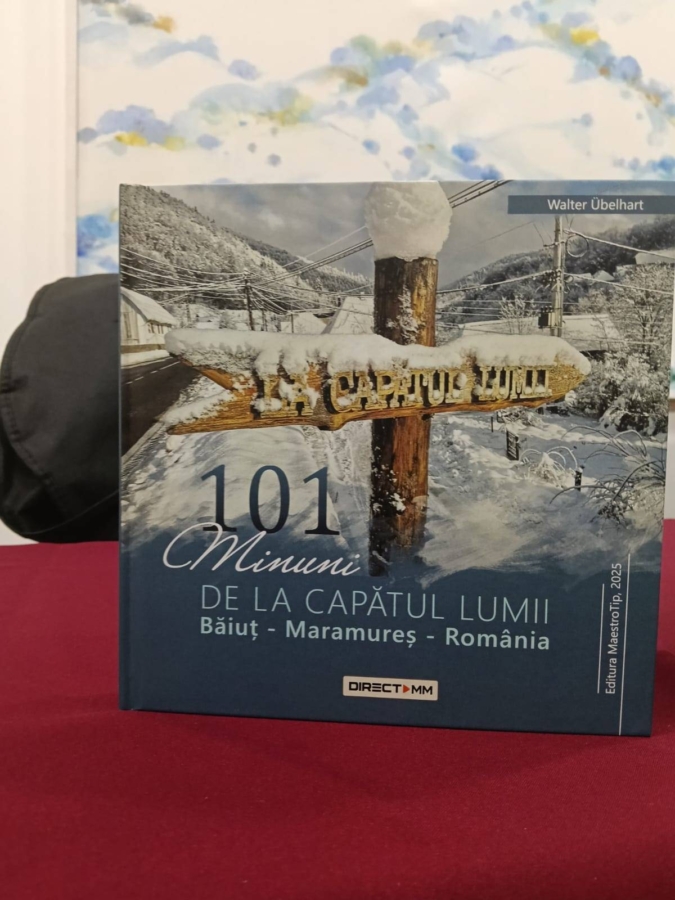 Walter Übelhart
LA CAPĂTUL LUMII
101
Minuni
DE LA CAPĂTUL LUMII
Băiuț - Maramureș - România
DIRECT MM
Editura MaestroTip, 2025